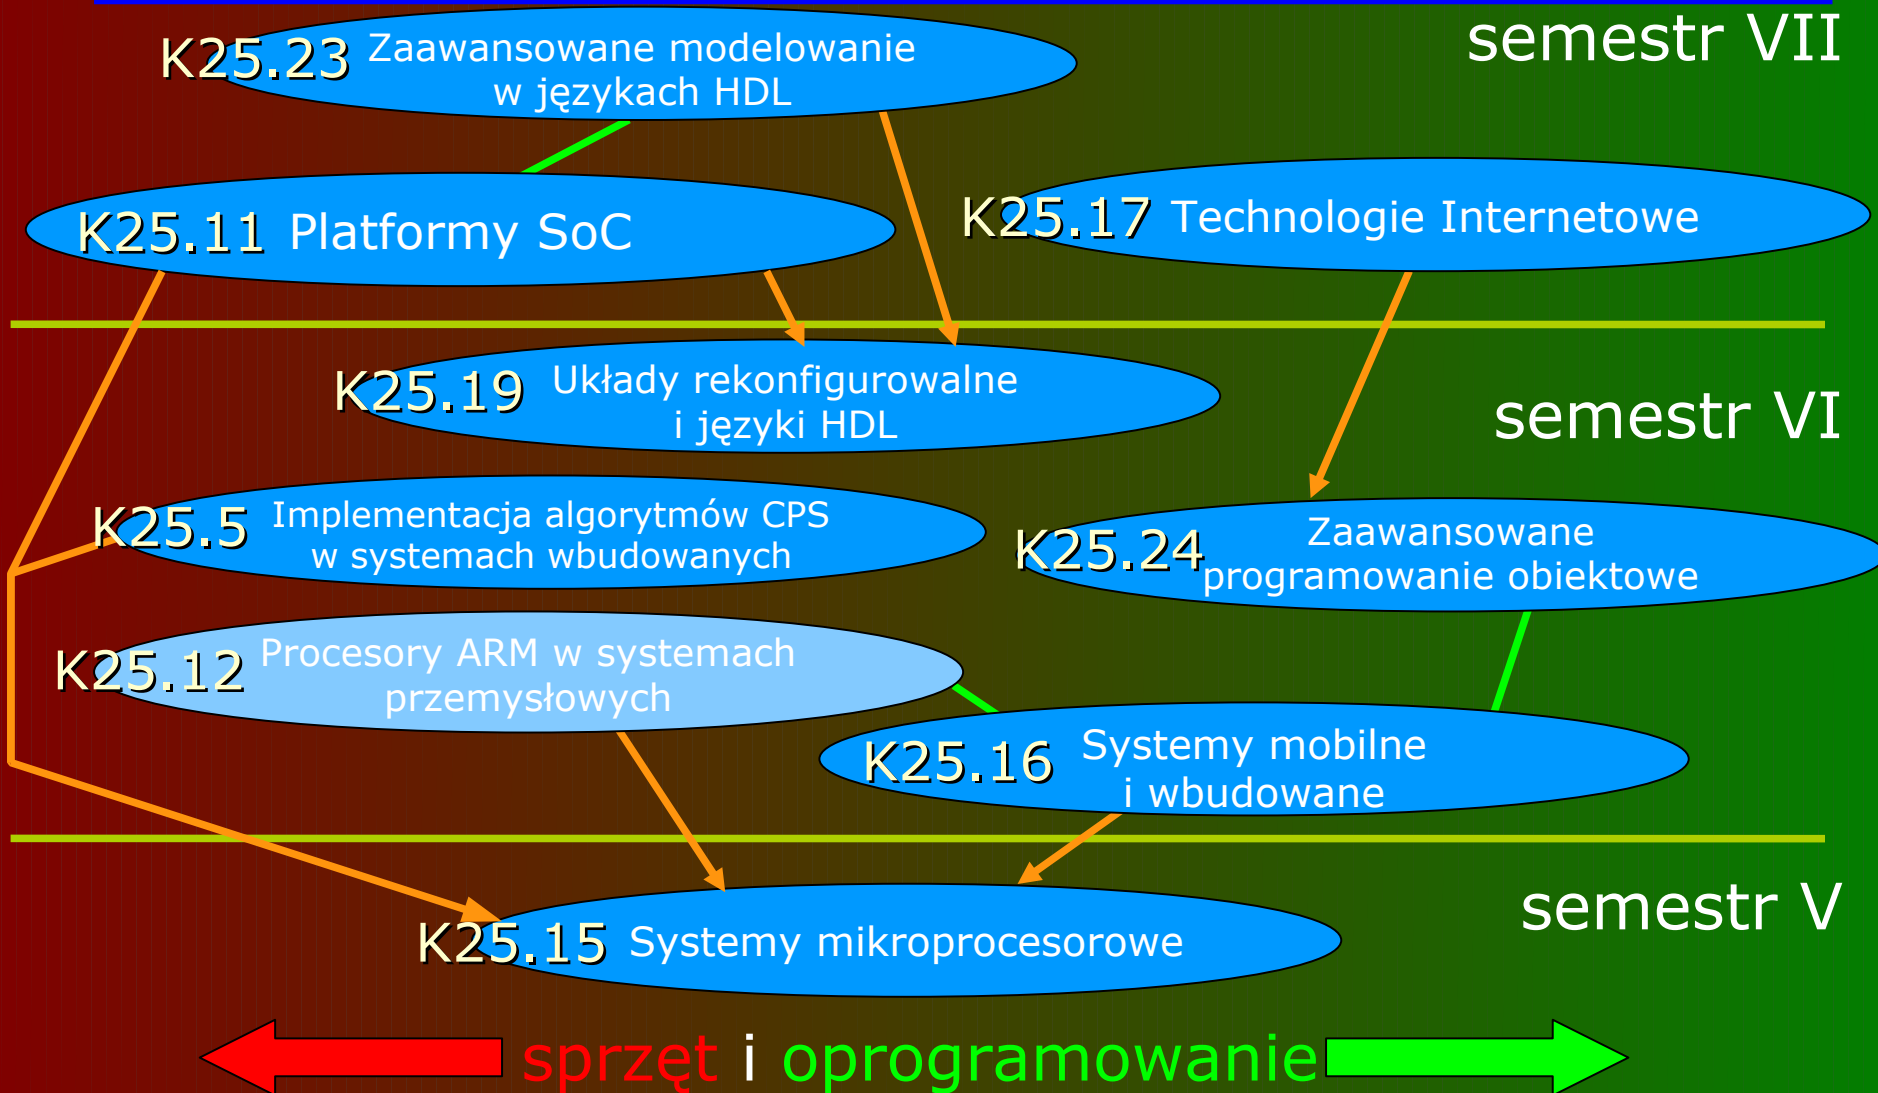 semestr VII
K25.23 Zaawansowane modelowanie
w językach HDL
K25.11 Platformy SoC
K25.17 Technologie Internetowe
K25.19 Układy rekonfigurowalne
i języki HDL
semestr VI
K25.5 Implementacja algorytmów CPS
w systemach wbudowanych
K25.24 Zaawansowane
programowanie obiektowe
K25.12 Procesory ARM w systemach
przemysłowych
K25.16 Systemy mobilne
i wbudowane
semestr V
K25.15 Systemy mikroprocesorowe
sprzęt i oprogramowanie